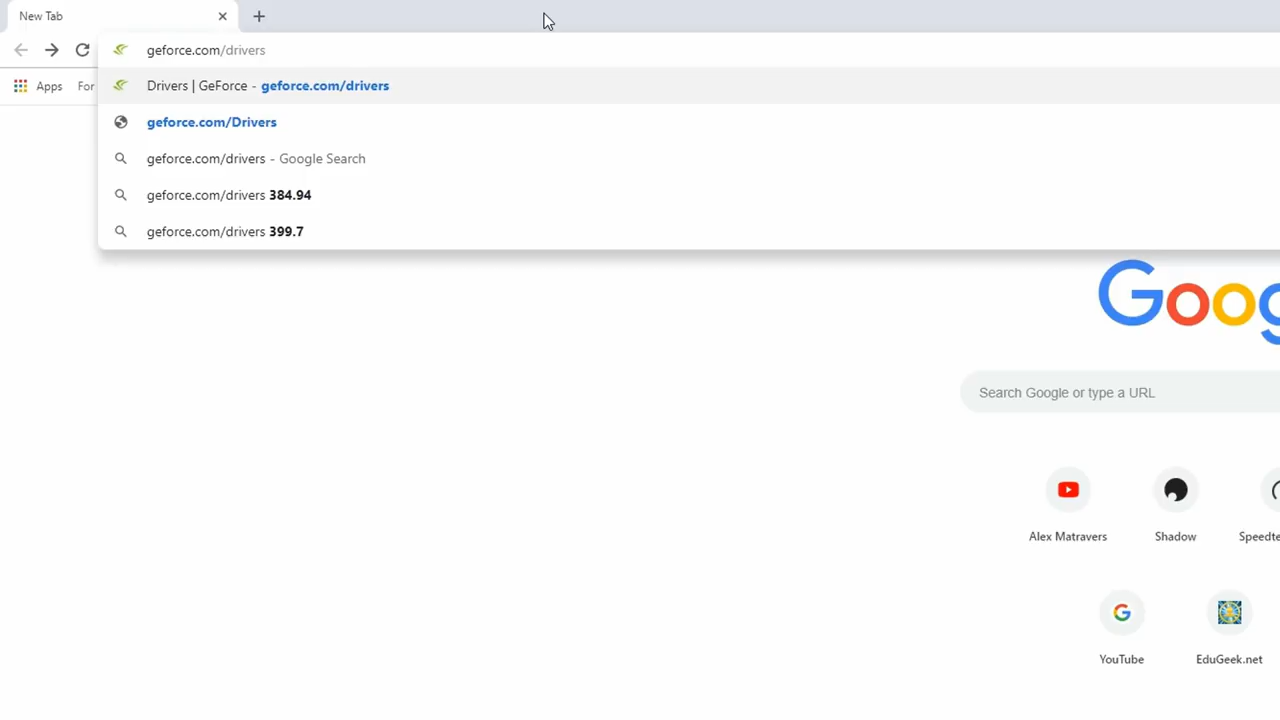 New Tab
geforce.com/drivers
Apps
For
Drivers | GeForce - geforce.com/drivers
geforce.com/Drivers
geforce.com/drivers - Google Search
geforce.com/drivers 384.94
geforce.com/drivers 399.7
Goog
Search Google or type a URL
Alex Matravers
Shadow
Speedte
YouTube
EduGeek.net